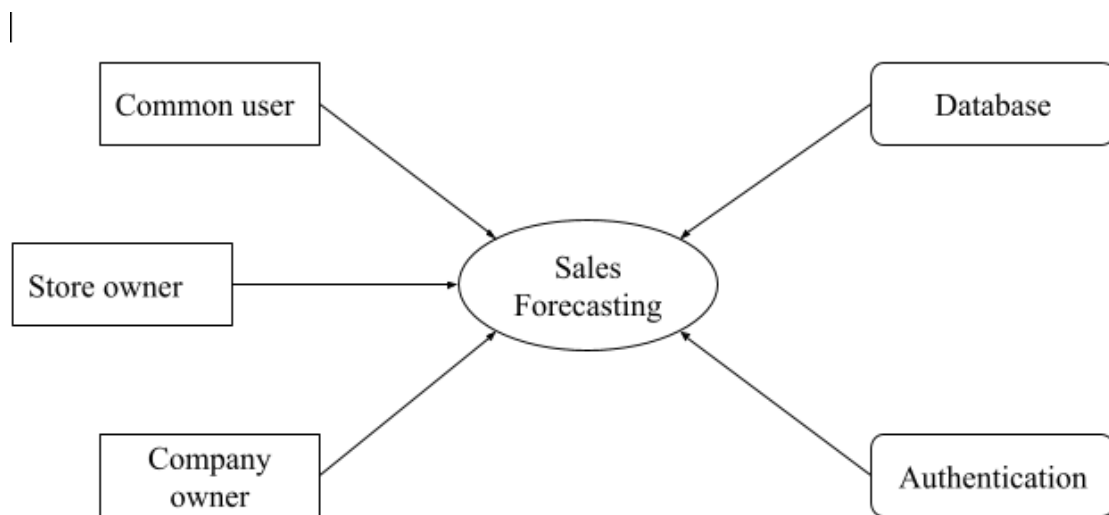 Common user
Database
Store owner
Sales
Forecasting
Company
owner
Authentication